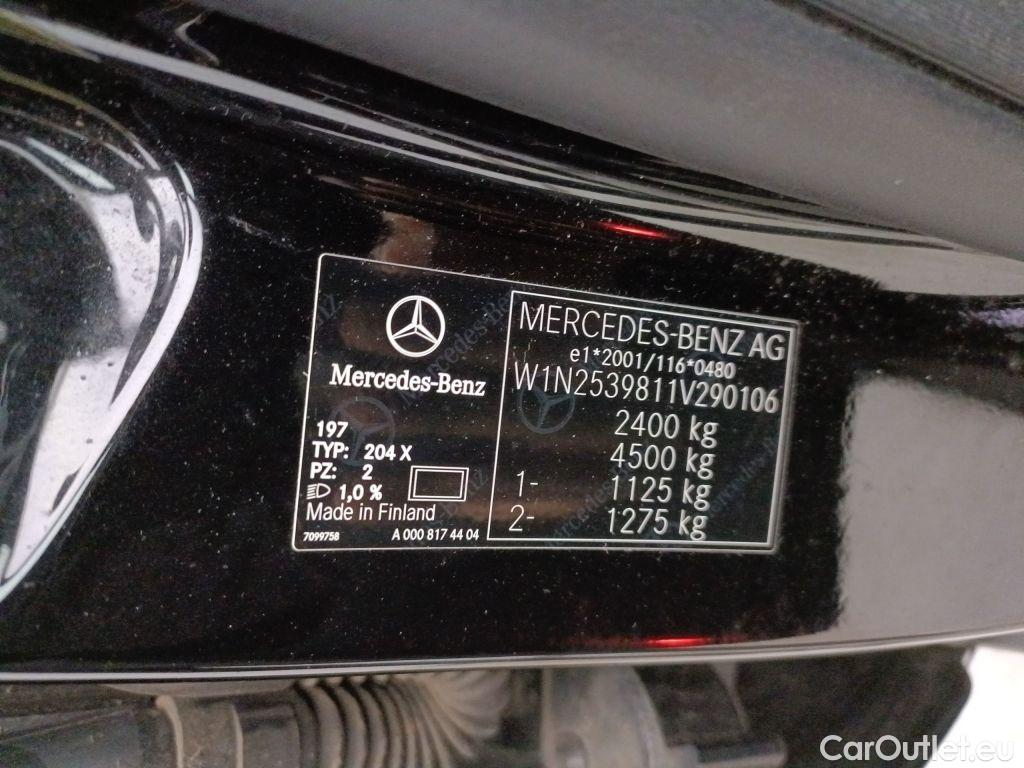 Mercedes-Benz
197
TYP: 204 X
PZ: 2
1,0 %
Made in Finland
7099758 A 000 817 44 04
MERCEDES-BENZ AG
e1*2001/116*0480
W1N2539811V290106
2400 kg
4500 kg
1- 1125 kg
2- 1275 kg
CarOutlet.eu